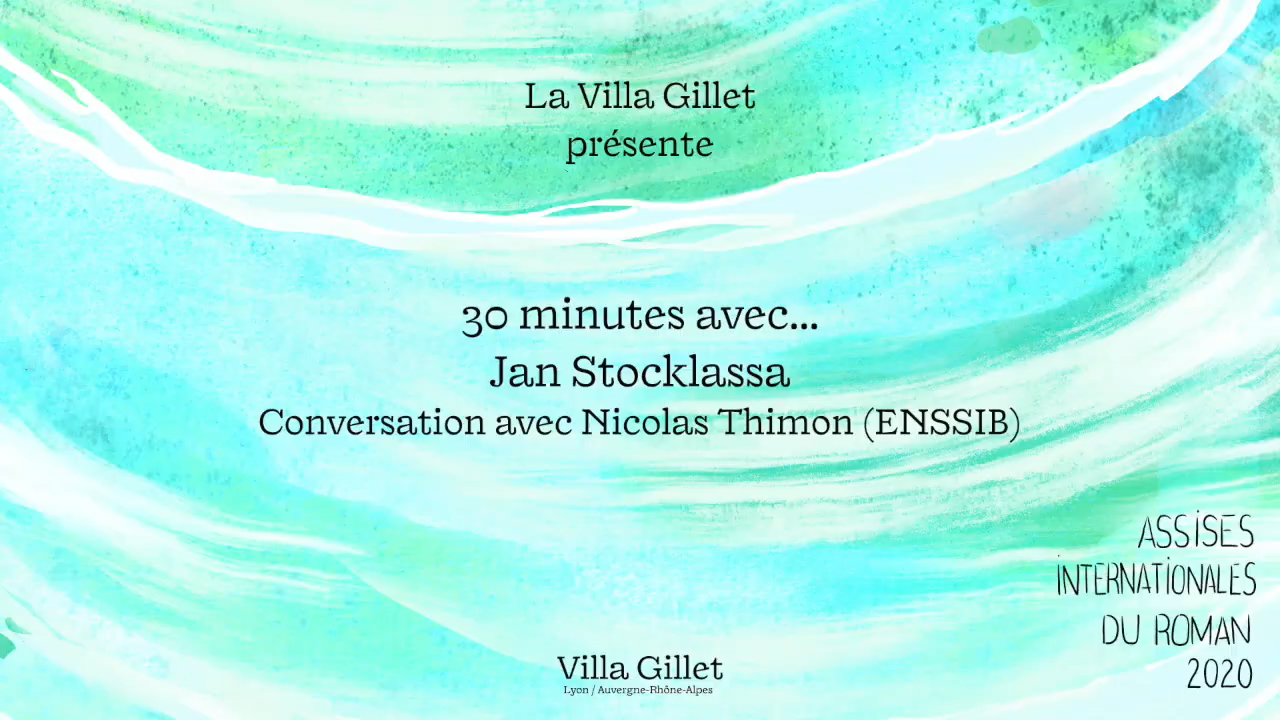 La Villa Gillet
présente
30 minutes avec...
Jan Stocklassa
Conversation avec Nicolas Thimon (ENSSIB)
ASSISES
INTERNATIONALES
DU ROMAN
2020
Villa Gillet
Lyon / Auvergne-Rhône-Alpes